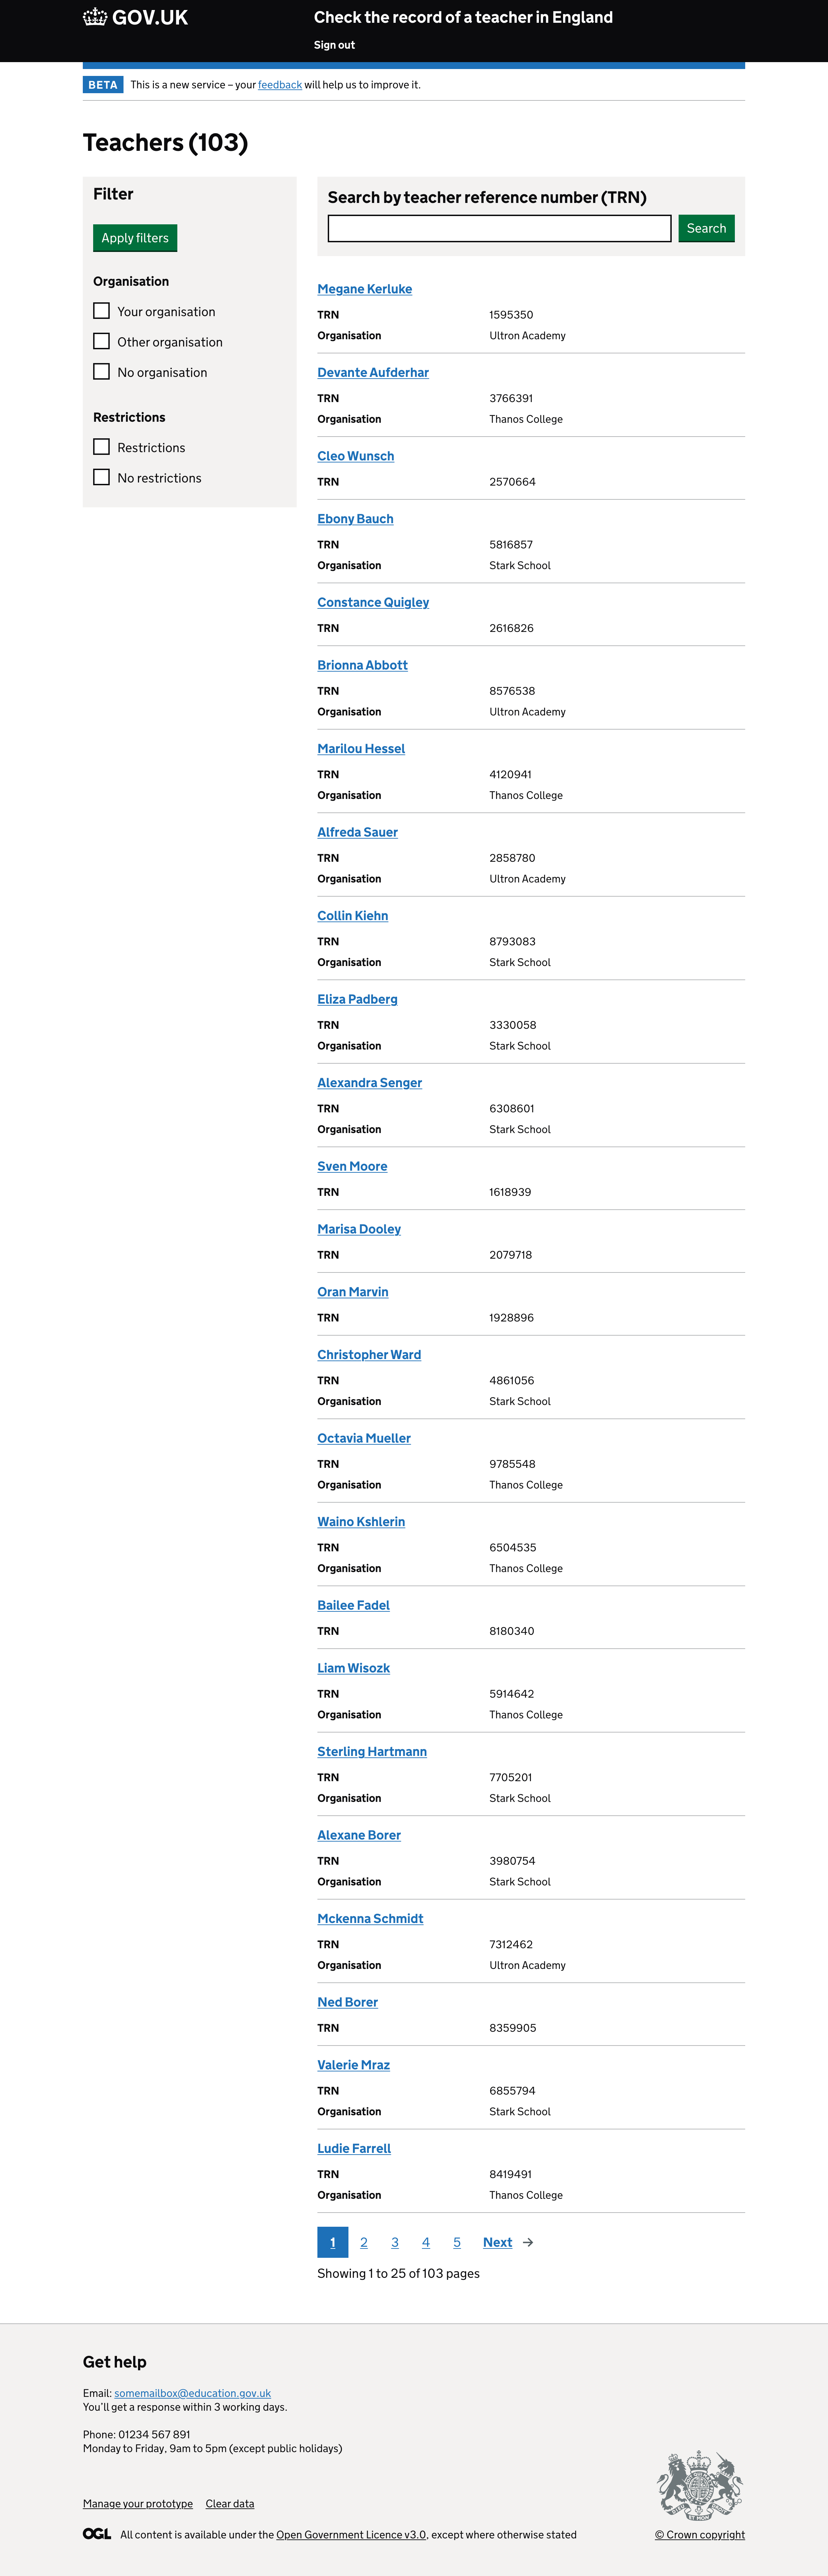 GOV.UK
Check the record of a teacher in England
Sign out
BETA This is a new service – your feedback will help us to improve it.
Teachers (103)
Filter
Apply filters
Organisation
Your organisation
Other organisation
No organisation
Restrictions
Restrictions
No restrictions
Search by teacher reference number (TRN)
Search
Megane Kerluke
TRN 1595350
Organisation Ultron Academy
Devante Aufderhar
TRN 3766391
Organisation Thanos College
Cleo Wunsch
TRN 2570664
Ebony Bauch
TRN 5816857
Organisation Stark School
Constance Quigley
TRN 2616826
Brionna Abbott
TRN 8576538
Organisation Ultron Academy
Marilou Hessel
TRN 4120941
Organisation Thanos College
Alfreda Sauer
TRN 2858780
Organisation Ultron Academy
Collin Kiehn
TRN 8793083
Organisation Stark School
Eliza Padberg
TRN 3330058
Organisation Stark School
Alexandra Senger
TRN 6308601
Organisation Stark School
Sven Moore
TRN 1618939
Marisa Dooley
TRN 2079718
Oran Marvin
TRN 1928896
Christopher Ward
TRN 4861056
Organisation Stark School
Octavia Mueller
TRN 9785548
Organisation Thanos College
Waino Kshlerin
TRN 6504535
Organisation Thanos College
Bailee Fadel
TRN 8180340
Liam Wisozk
TRN 5914642
Organisation Thanos College
Sterling Hartmann
TRN 7705201
Organisation Stark School
Alexane Borer
TRN 3980754
Organisation Stark School
Mckenna Schmidt
TRN 7312462
Organisation Ultron Academy
Ned Borer
TRN 8359905
Valerie Mraz
TRN 6855794
Organisation Stark School
Ludie Farrell
TRN 8419491
Organisation Thanos College
1 2 3 4 5 Next →
Showing 1 to 25 of 103 pages
Get help
Email: somemailbox@education.gov.uk
You’ll get a response within 3 working days.
Phone: 01234 567 891
Monday to Friday, 9am to 5pm (except public holidays)
Manage your prototype Clear data
OGL All content is available under the Open Government Licence v3.0, except where otherwise stated
© Crown copyright